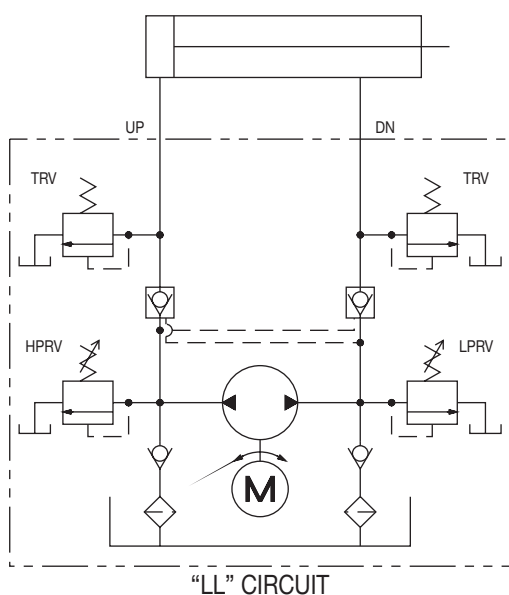 UP
DN
TRV
TRV
HPRV
LPRV
M
“LL” CIRCUIT